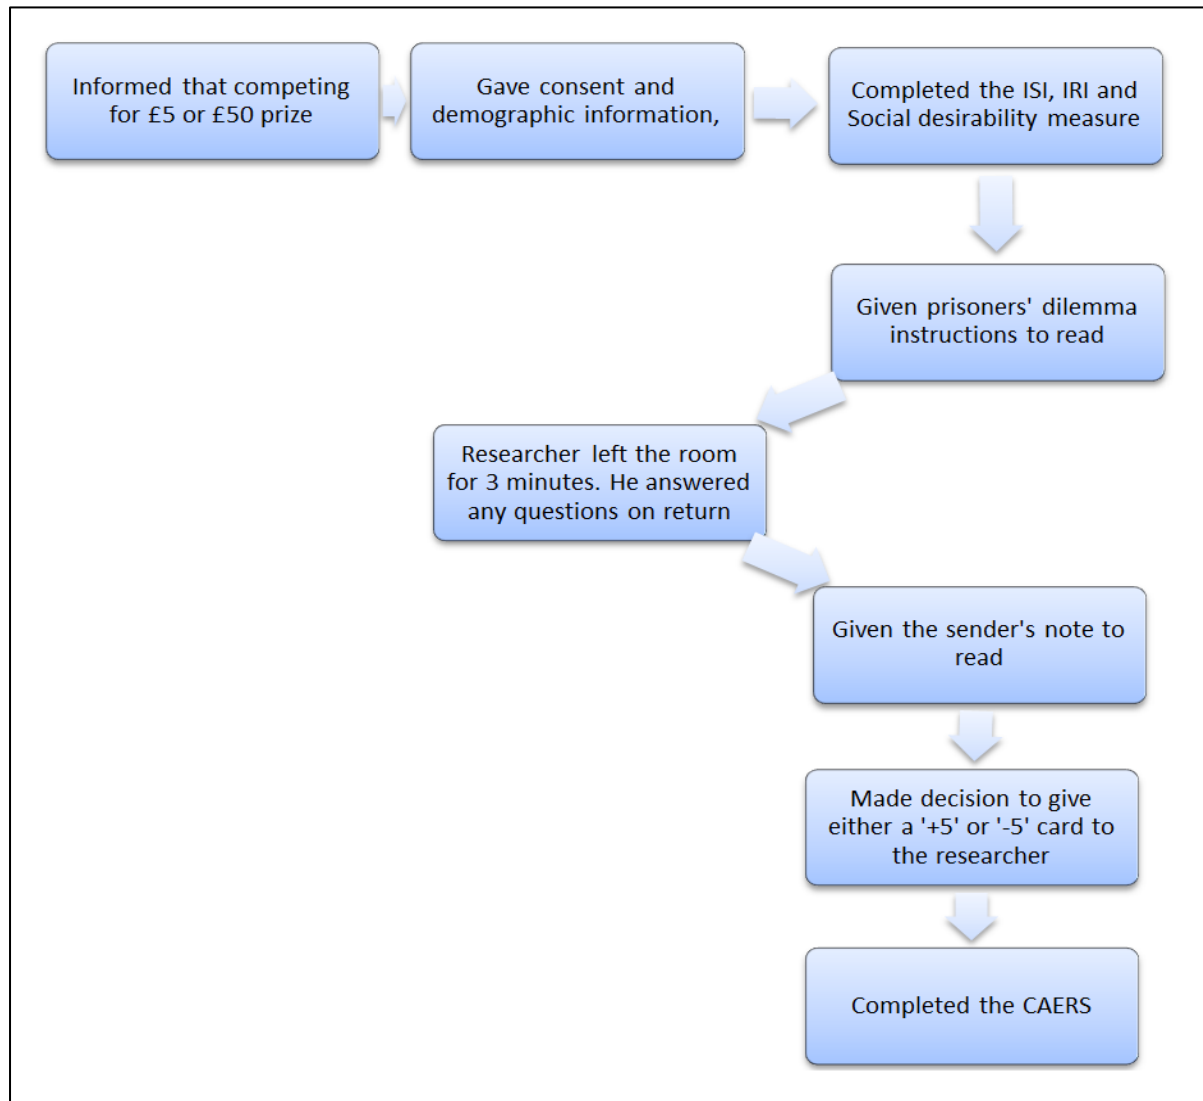 Informed that competing
for £5 or £50 prize
Gave consent and
demographic information,
Completed the ISI, IRI and
Social desirability measure
Given prisoners' dilemma
instructions to read
Researcher left the room
for 3 minutes. He answered
any questions on return
Given the sender's note to
read
Made decision to give
either a '+5' or '-5' card to
the researcher
Completed the CAERS